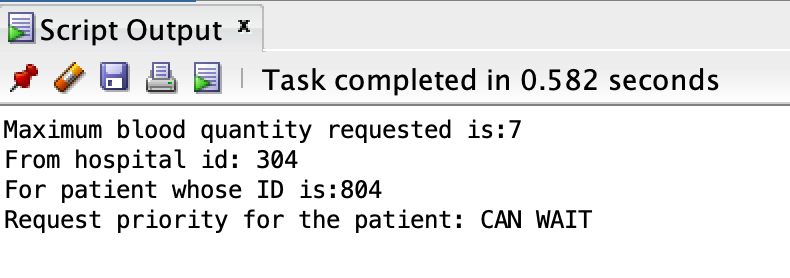 Script Output x
Task completed in 0.582 seconds
Maximum blood quantity requested is:7
From hospital id: 304
For patient whose ID is:804
Request priority for the patient: CAN WAIT